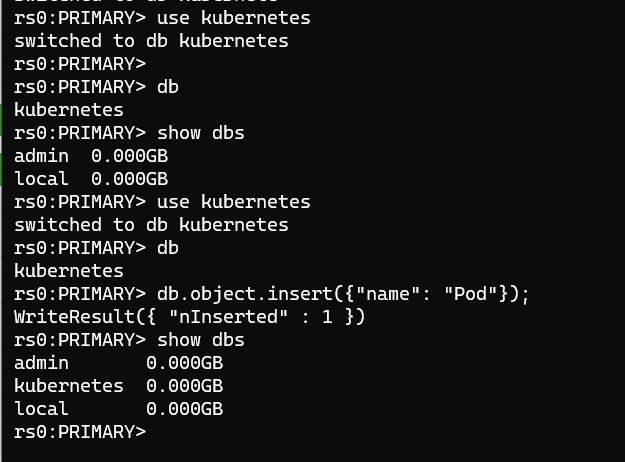 rs0:PRIMARY> use kubernetes
switched to db kubernetes
rs0:PRIMARY>
rs0:PRIMARY> db
kubernetes
rs0:PRIMARY> show dbs
admin  0.000GB
local  0.000GB
rs0:PRIMARY> use kubernetes
switched to db kubernetes
rs0:PRIMARY> db
kubernetes
rs0:PRIMARY> db.object.insert({"name": "Pod"});
WriteResult({ "nInserted" : 1 })
rs0:PRIMARY> show dbs
admin       0.000GB
kubernetes  0.000GB
local       0.000GB
rs0:PRIMARY>